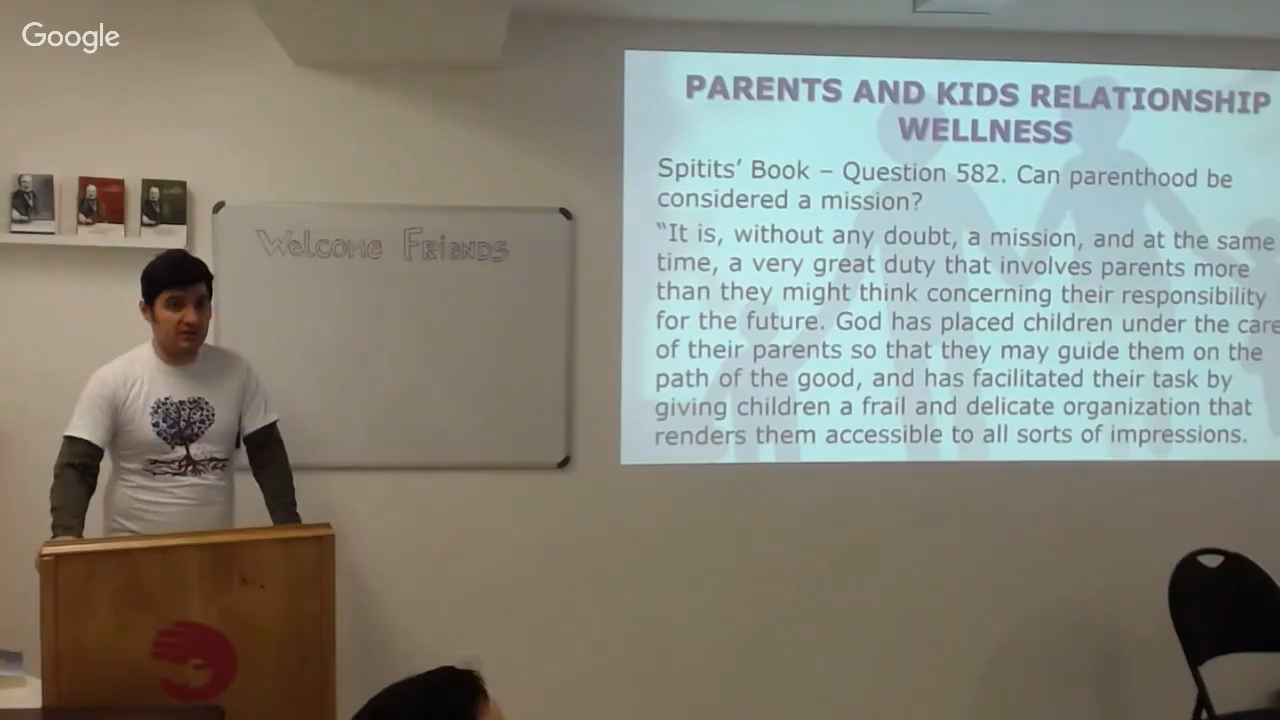 Google
PARENTS AND KIDS RELATIONSHIP
WELLNESS
Spitits' Book – Question 582. Can parenthood be
considered a mission?
“It is, without any doubt, a mission, and at the same
time, a very great duty that involves parents more
than they might think concerning their responsibility
for the future. God has placed children under the care
of their parents so that they may guide them on the
path of the good, and has facilitated their task by
giving children a frail and delicate organization that
renders them accessible to all sorts of impressions.
Welcome Friends